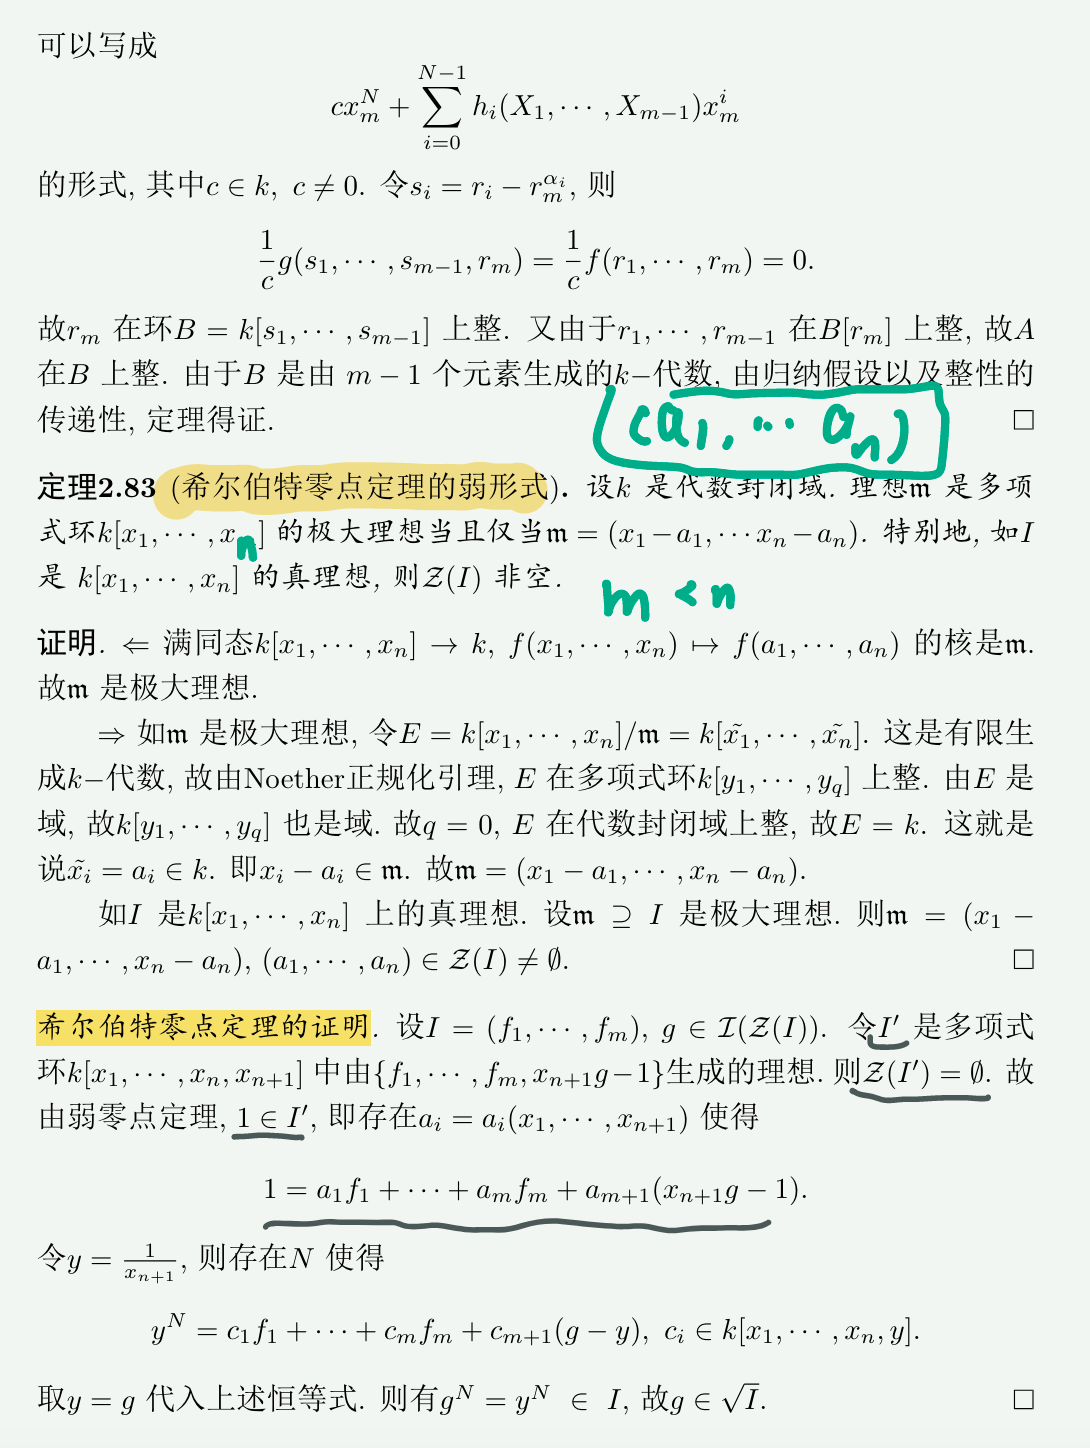 可以写成
$cx_m^N + \sum_{i=0}^{N-1} h_i(X_1, \cdots, X_{m-1})x_m^i$
的形式, 其中$c \in k,\ c \neq 0$. 令$s_i = r_i - r_m^{\alpha_i}$, 则
$\frac{1}{c}g(s_1, \cdots, s_{m-1}, r_m) = \frac{1}{c}f(r_1, \cdots, r_m) = 0.$
故$r_m$ 在环$B = k[s_1, \cdots, s_{m-1}]$ 上整. 又由于$r_1, \cdots, r_{m-1}$ 在$B[r_m]$ 上整, 故$A$
在$B$ 上整. 由于$B$ 是由 $m-1$ 个元素生成的$k-$代数, 由归纳假设以及整性的
传递性, 定理得证. □
(a_1, ·· a_n)
定理2.83 (希尔伯特零点定理的弱形式). 设$k$ 是代数封闭域. 理想$\mathfrak{m}$ 是多项
式环$k[x_1, \cdots, x_n]$ 的极大理想当且仅当$\mathfrak{m} = (x_1 - a_1, \cdots x_n - a_n)$. 特别地, 如$I$
是 $k[x_1, \cdots, x_n]$ 的真理想, 则$\mathcal{Z}(I)$ 非空.
m < n
证明. ⇐ 满同态$k[x_1, \cdots, x_n] \to k,\ f(x_1, \cdots, x_n) \mapsto f(a_1, \cdots, a_n)$ 的核是$\mathfrak{m}$.
故$\mathfrak{m}$ 是极大理想.
⇒ 如$\mathfrak{m}$ 是极大理想, 令$E = k[x_1, \cdots, x_n]/\mathfrak{m} = k[\tilde{x_1}, \cdots, \tilde{x_n}]$. 这是有限生
成$k-$代数, 故由Noether正规化引理, $E$ 在多项式环$k[y_1, \cdots, y_q]$ 上整. 由$E$ 是
域, 故$k[y_1, \cdots, y_q]$ 也是域. 故$q = 0$, $E$ 在代数封闭域上整, 故$E = k$. 这就是
说$\tilde{x_i} = a_i \in k$. 即$x_i - a_i \in \mathfrak{m}$. 故$\mathfrak{m} = (x_1 - a_1, \cdots, x_n - a_n)$.
如$I$ 是$k[x_1, \cdots, x_n]$ 上的真理想. 设$\mathfrak{m} \supseteq I$ 是极大理想. 则$\mathfrak{m} = (x_1 -$
$a_1, \cdots, x_n - a_n)$, $(a_1, \cdots, a_n) \in \mathcal{Z}(I) \neq \emptyset$. □
希尔伯特零点定理的证明. 设$I = (f_1, \cdots, f_m)$, $g \in \mathcal{I}(\mathcal{Z}(I))$. 令$I'$ 是多项式
环$k[x_1, \cdots, x_n, x_{n+1}]$ 中由$\{f_1, \cdots, f_m, x_{n+1}g - 1\}$生成的理想. 则$\mathcal{Z}(I') = \emptyset$. 故
由弱零点定理, $1 \in I'$, 即存在$a_i = a_i(x_1, \cdots, x_{n+1})$ 使得
$1 = a_1f_1 + \cdots + a_mf_m + a_{m+1}(x_{n+1}g - 1).$
令$y = \frac{1}{x_{n+1}}$, 则存在$N$ 使得
$y^N = c_1f_1 + \cdots + c_mf_m + c_{m+1}(g - y),\ c_i \in k[x_1, \cdots, x_n, y].$
取$y = g$ 代入上述恒等式. 则有$g^N = y^N \in I$, 故$g \in \sqrt{I}$. □